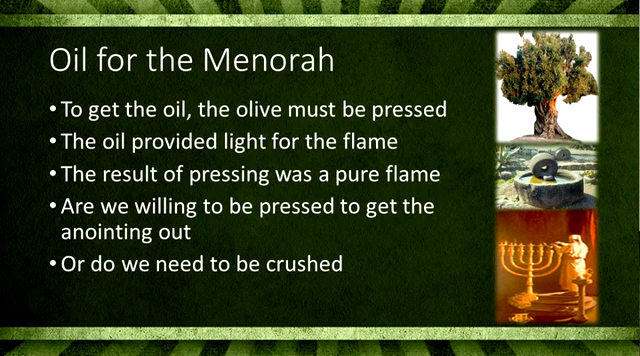 Oil for the Menorah
• To get the oil, the olive must be pressed
• The oil provided light for the flame
• The result of pressing was a pure flame
• Are we willing to be pressed to get the
anointing out
• Or do we need to be crushed